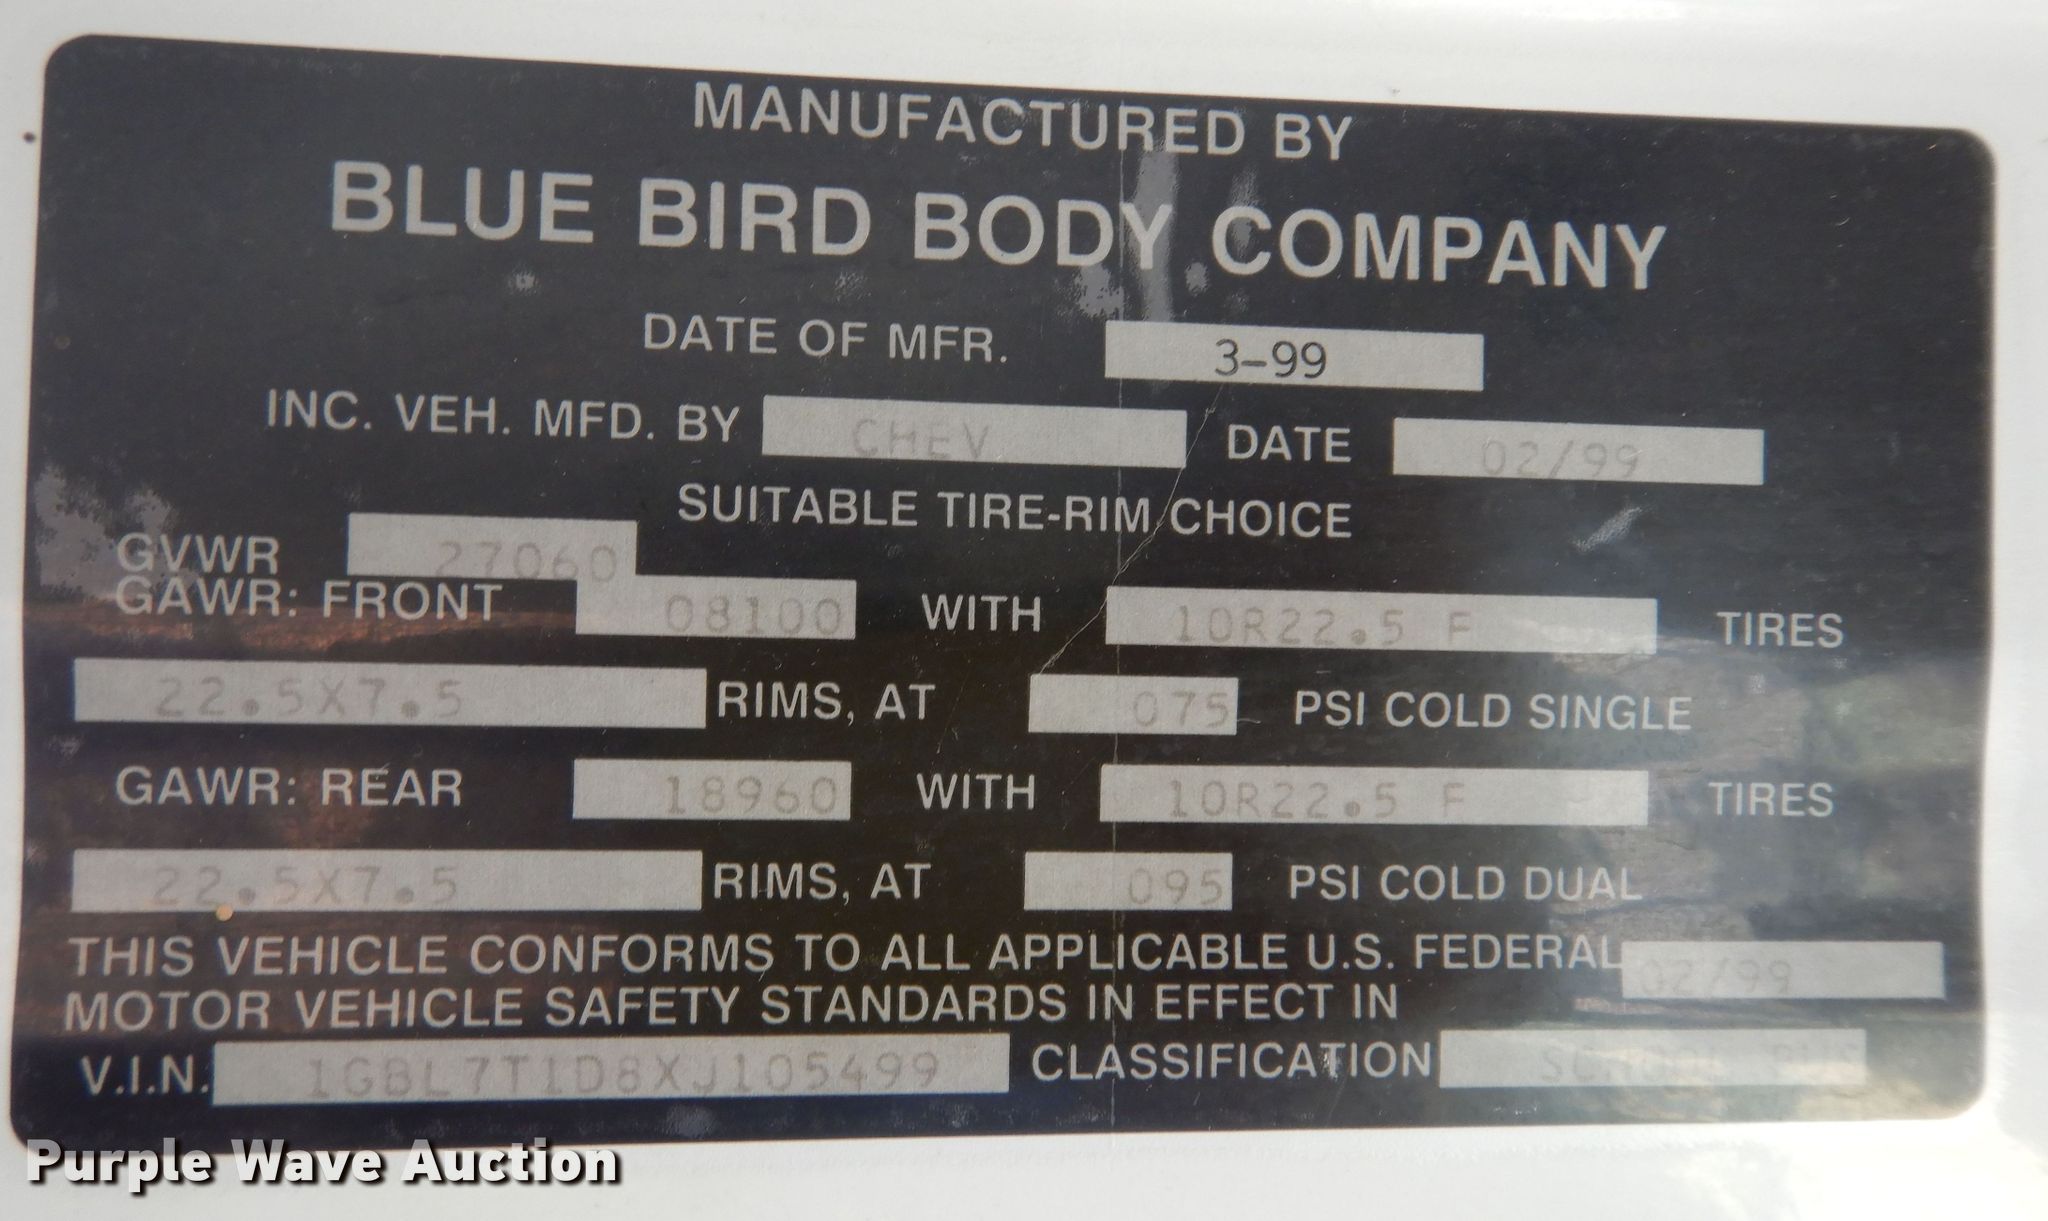 MANUFACTURED BY
BLUE BIRD BODY COMPANY
DATE OF MFR. 3-99
INC. VEH. MFD. BY CHEV DATE 02/99
SUITABLE TIRE-RIM CHOICE
GVWR 27060
GAWR: FRONT 08100 WITH 10R22.5 F TIRES
22.5X7.5 RIMS, AT 075 PSI COLD SINGLE
GAWR: REAR 18960 WITH 10R22.5 F TIRES
22.5X7.5 RIMS, AT 095 PSI COLD DUAL
THIS VEHICLE CONFORMS TO ALL APPLICABLE U.S. FEDERAL 02/99
MOTOR VEHICLE SAFETY STANDARDS IN EFFECT IN
V.I.N. 1GBL7T1D8XJ105499 CLASSIFICATION SCHOOL BUS
Purple Wave Auction